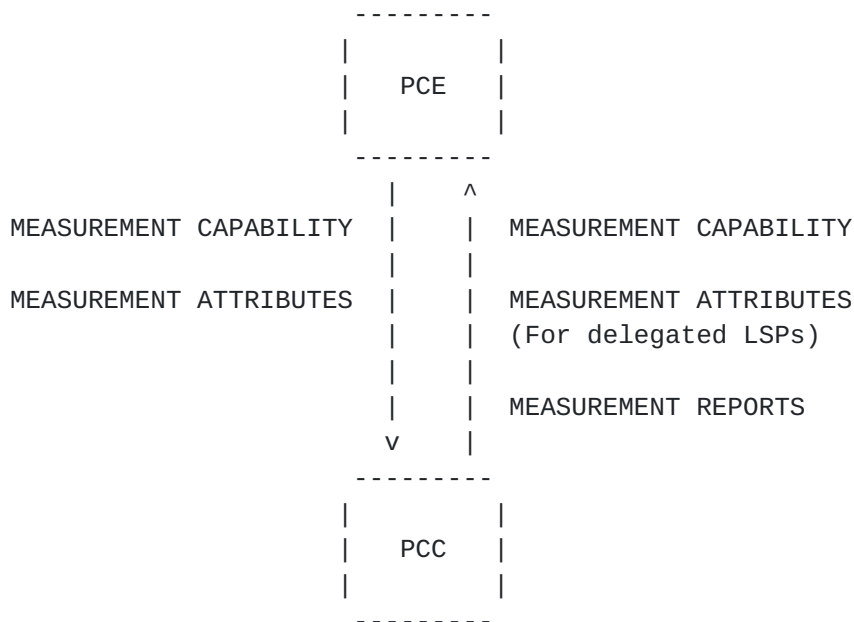 PCE
MEASUREMENT CAPABILITY MEASUREMENT CAPABILITY
MEASUREMENT ATTRIBUTES MEASUREMENT ATTRIBUTES
(For delegated LSPs)
MEASUREMENT REPORTS
PCC